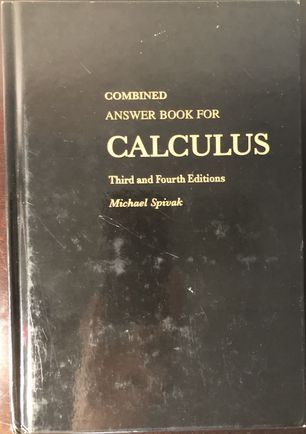 COMBINED
ANSWER BOOK FOR
CALCULUS
Third and Fourth Editions
Michael Spivak